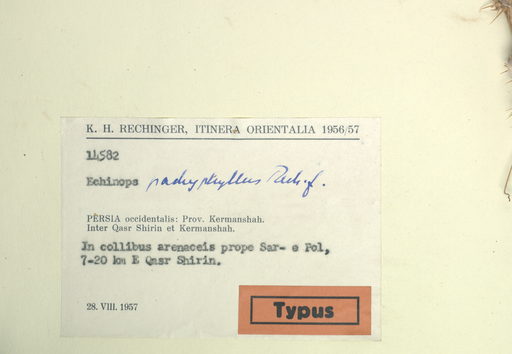 K. H. RECHINGER, ITINERA ORIENTALIA 1956/57
14582
Echinops pachyphyllus Rech. f.
PERSIA occidentalis: Prov. Kermanshah.
Inter Qasr Shirin et Kermanshah.
In collibus arenaceis prope Sar- e Pol,
7-20 km E Qasr Shirin.
28. VIII. 1957
Typus